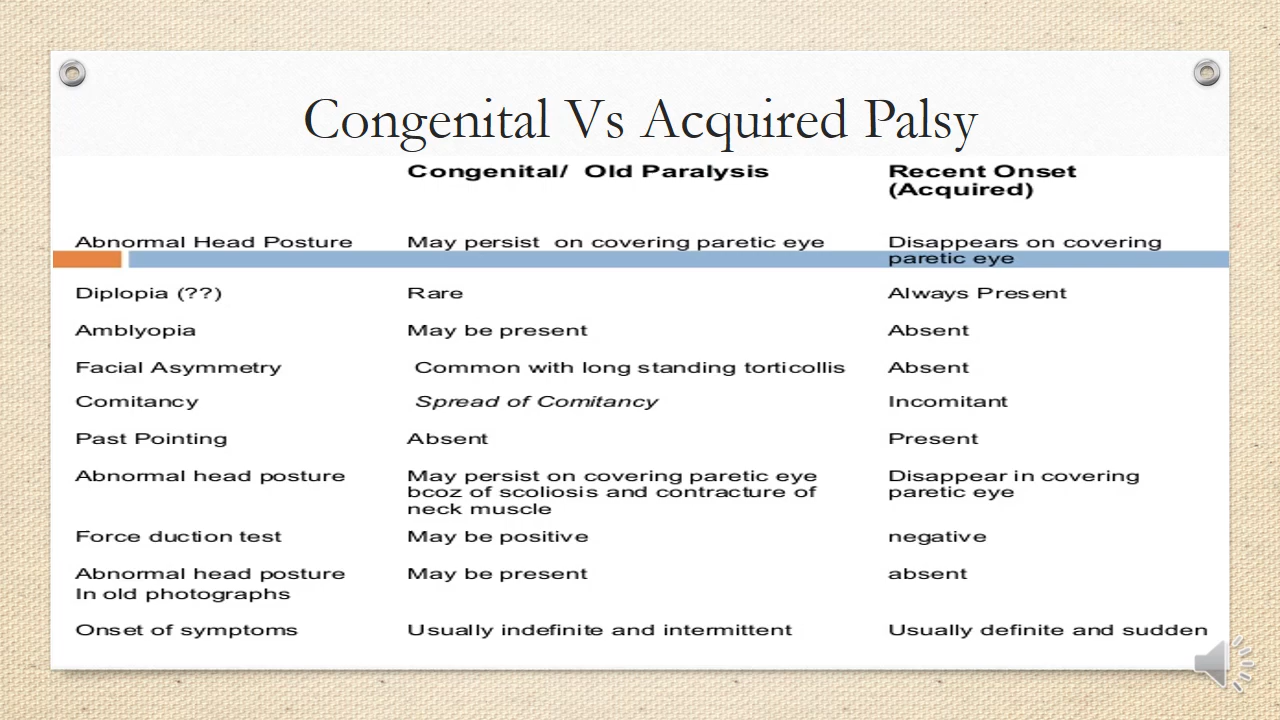 Congenital Vs Acquired Palsy
Congenital/ Old Paralysis Recent Onset
(Acquired)
Abnormal Head Posture May persist on covering paretic eye Disappears on covering
paretic eye
Diplopia (??) Rare Always Present
Amblyopia May be present Absent
Facial Asymmetry Common with long standing torticollis Absent
Comitancy Spread of Comitancy Incomitant
Past Pointing Absent Present
Abnormal head posture May persist on covering paretic eye Disappear in covering
bcoz of scoliosis and contracture of paretic eye
neck muscle
Force duction test May be positive negative
Abnormal head posture May be present absent
In old photographs
Onset of symptoms Usually indefinite and intermittent Usually definite and sudden